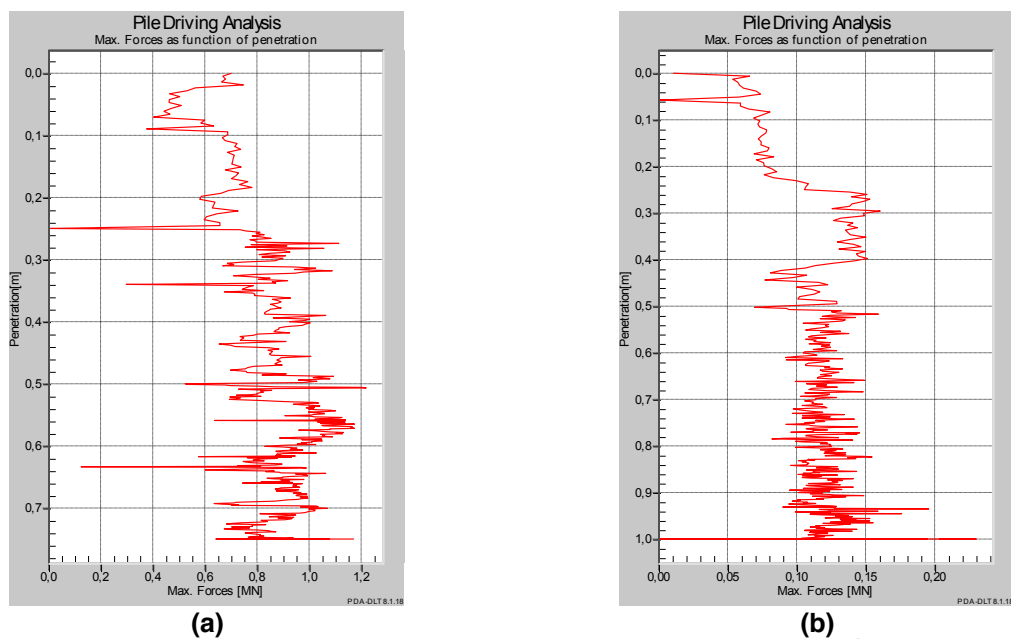 Pile Driving Analysis
Max. Forces as function of penetration
0,0
0,1
0,2
0,3
0,4
0,5
0,6
0,7
Penetration[m]
0,0 0,2 0,4 0,6 0,8 1,0 1,2
Max. Forces [MN]
PDA-DLT 8.1.18
(a)
Pile Driving Analysis
Max. Forces as function of penetration
0,0
0,1
0,2
0,3
0,4
0,5
0,6
0,7
0,8
0,9
1,0
Penetration[m]
0,00 0,05 0,10 0,15 0,20
Max. Forces [MN]
PDA-DLT 8.1.18
(b)